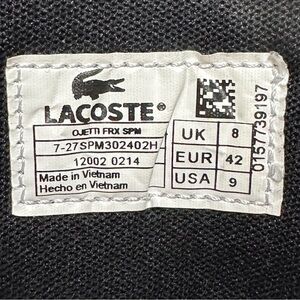 LACOSTE®
OJETTI FRX SPM
7-27SPM302402H
12002 0214
Made in Vietnam
Hecho en Vietnam
UK 8
EUR 42
USA 9
0157739197